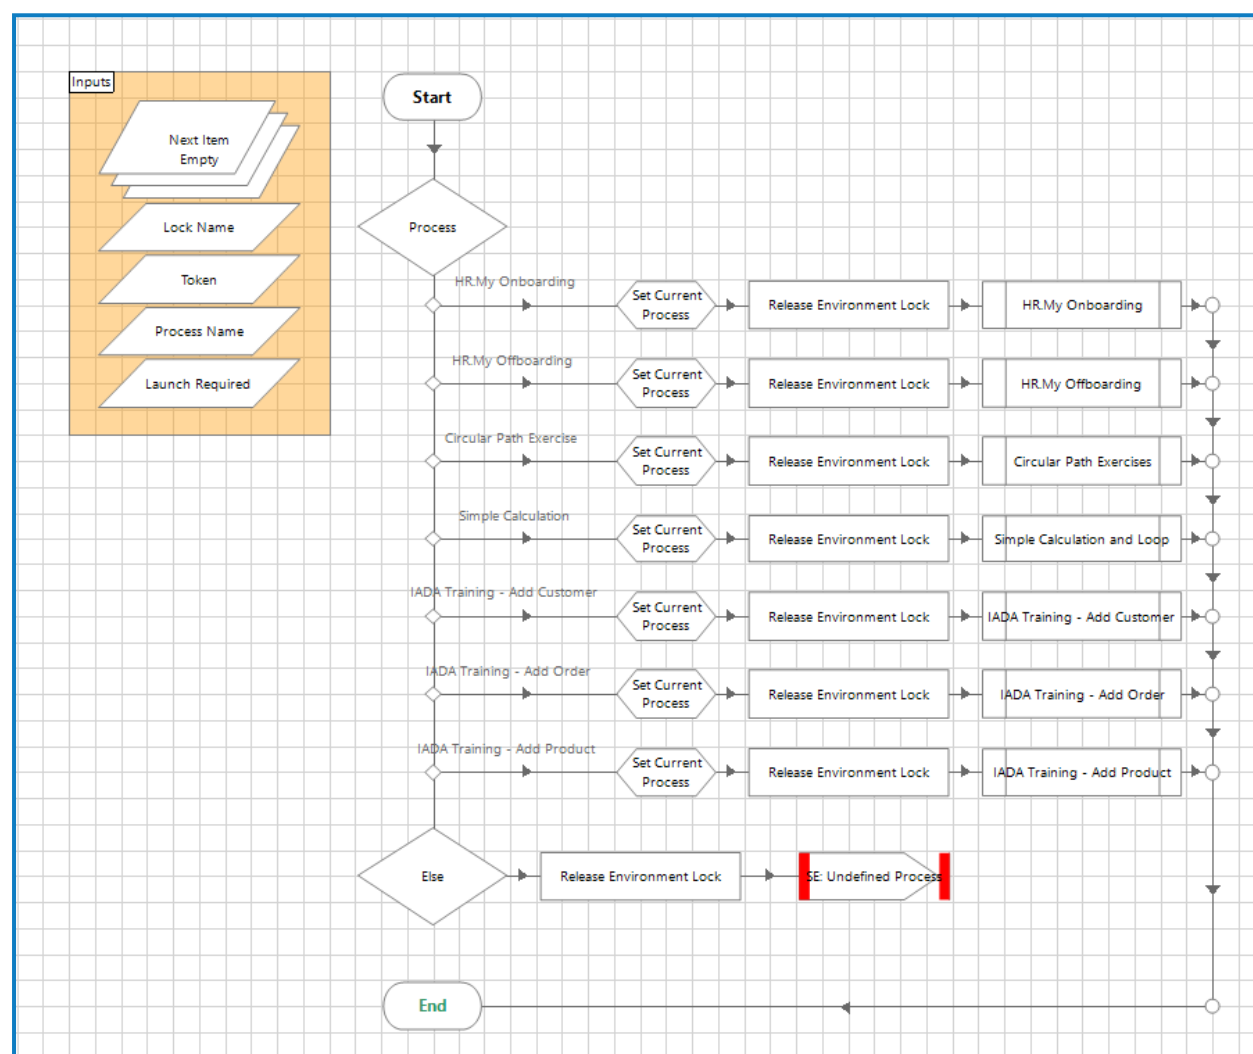 Inputs
Next Item
Empty
Lock Name
Token
Process Name
Launch Required
Start
Process
HR.My Onboarding
Set Current
Process
Release Environment Lock
HR.My Onboarding
HR.My Offboarding
Set Current
Process
Release Environment Lock
HR.My Offboarding
Circular Path Exercise
Set Current
Process
Release Environment Lock
Circular Path Exercises
Simple Calculation
Set Current
Process
Release Environment Lock
Simple Calculation and Loop
IADA Training - Add Customer
Set Current
Process
Release Environment Lock
IADA Training - Add Customer
IADA Training - Add Order
Set Current
Process
Release Environment Lock
IADA Training - Add Order
IADA Training - Add Product
Set Current
Process
Release Environment Lock
IADA Training - Add Product
Else
Release Environment Lock
SE: Undefined Process
End